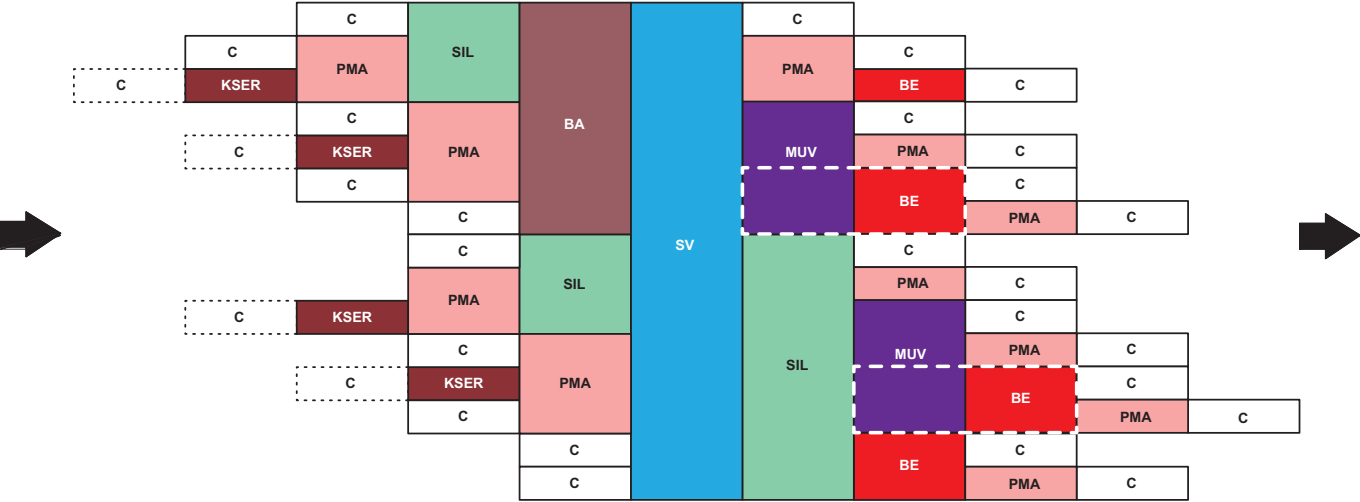 C SIL BA SV C
C PMA PMA C
C KSER BE C
C C
C KSER PMA MUV PMA C
C BE C
C PMA C
C C
PMA SIL PMA C
C KSER C
C MUV PMA C
C KSER PMA SIL BE C
C PMA C
C BE C
C PMA C